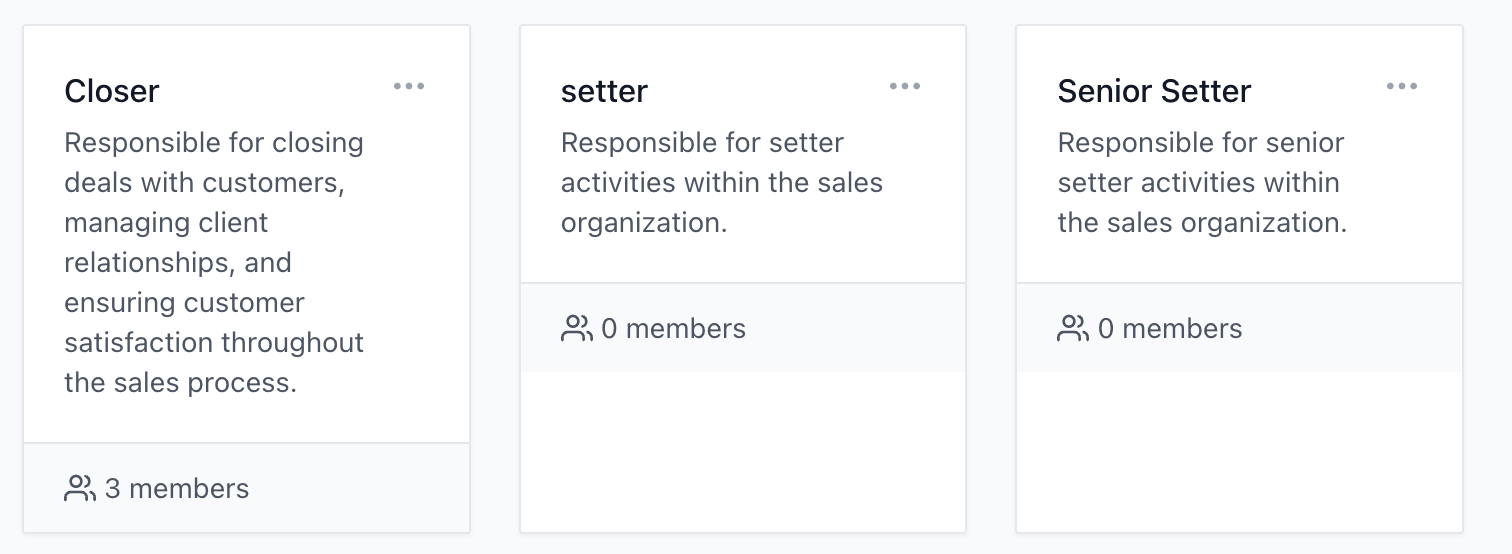 Closer
Responsible for closing
deals with customers,
managing client
relationships, and
ensuring customer
satisfaction throughout
the sales process.
3 members
setter
Responsible for setter
activities within the sales
organization.
0 members
Senior Setter
Responsible for senior
setter activities within
the sales organization.
0 members